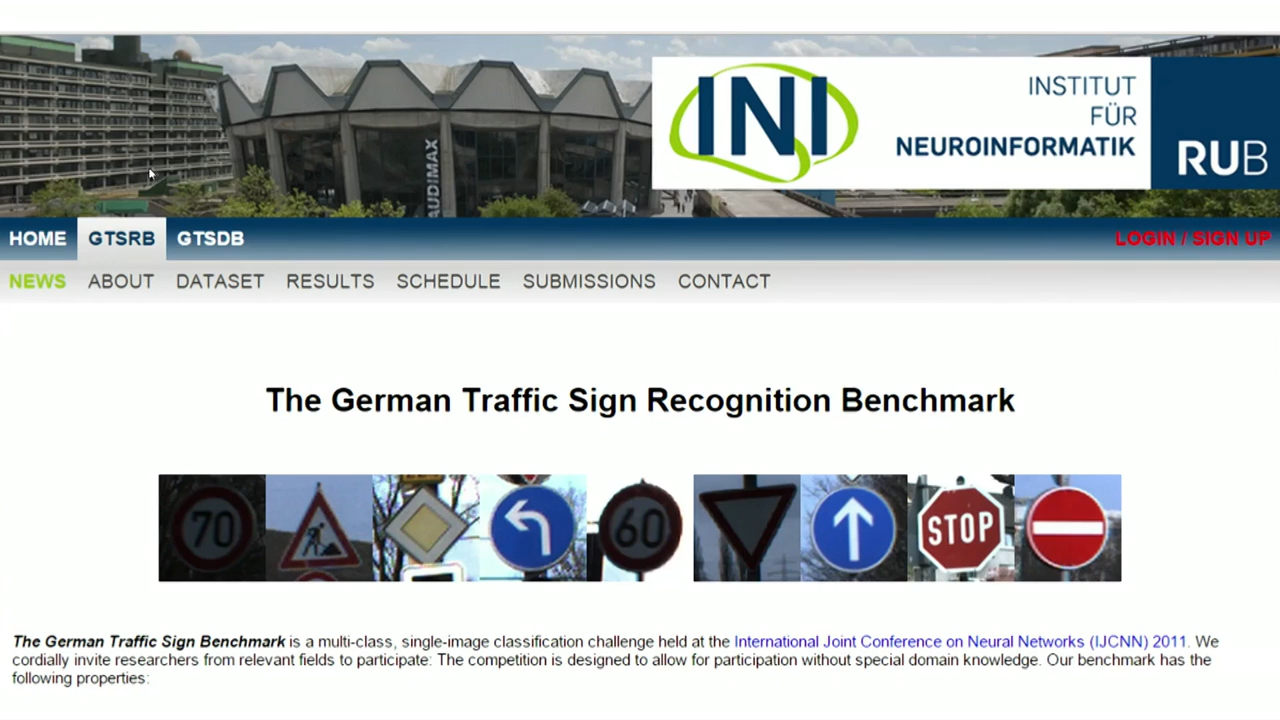 AUDIMAX
INI
INSTITUT
FÜR
NEUROINFORMATIK
RUB
HOME GTSRB GTSDB LOGIN / SIGN UP
NEWS ABOUT DATASET RESULTS SCHEDULE SUBMISSIONS CONTACT
The German Traffic Sign Recognition Benchmark
70 60 STOP
The German Traffic Sign Benchmark is a multi-class, single-image classification challenge held at the International Joint Conference on Neural Networks (IJCNN) 2011. We
cordially invite researchers from relevant fields to participate: The competition is designed to allow for participation without special domain knowledge. Our benchmark has the
following properties: